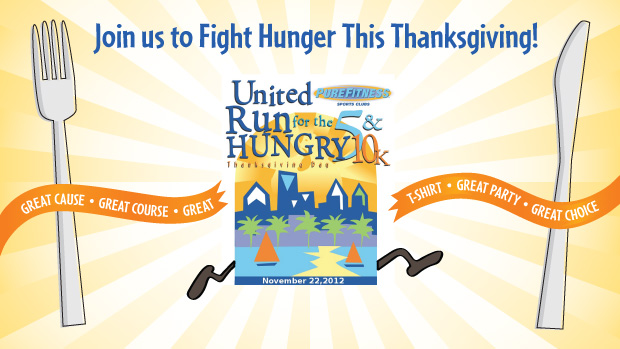 Join us to Fight Hunger This Thanksgiving!
United
PUREFITNESS
SPORTS CLUBS
Run for the 5 &
HUNGRY 10K
Thanksgiving Day
GREAT CAUSE • GREAT COURSE • GREAT
T-SHIRT • GREAT PARTY • GREAT CHOICE
November 22,2012